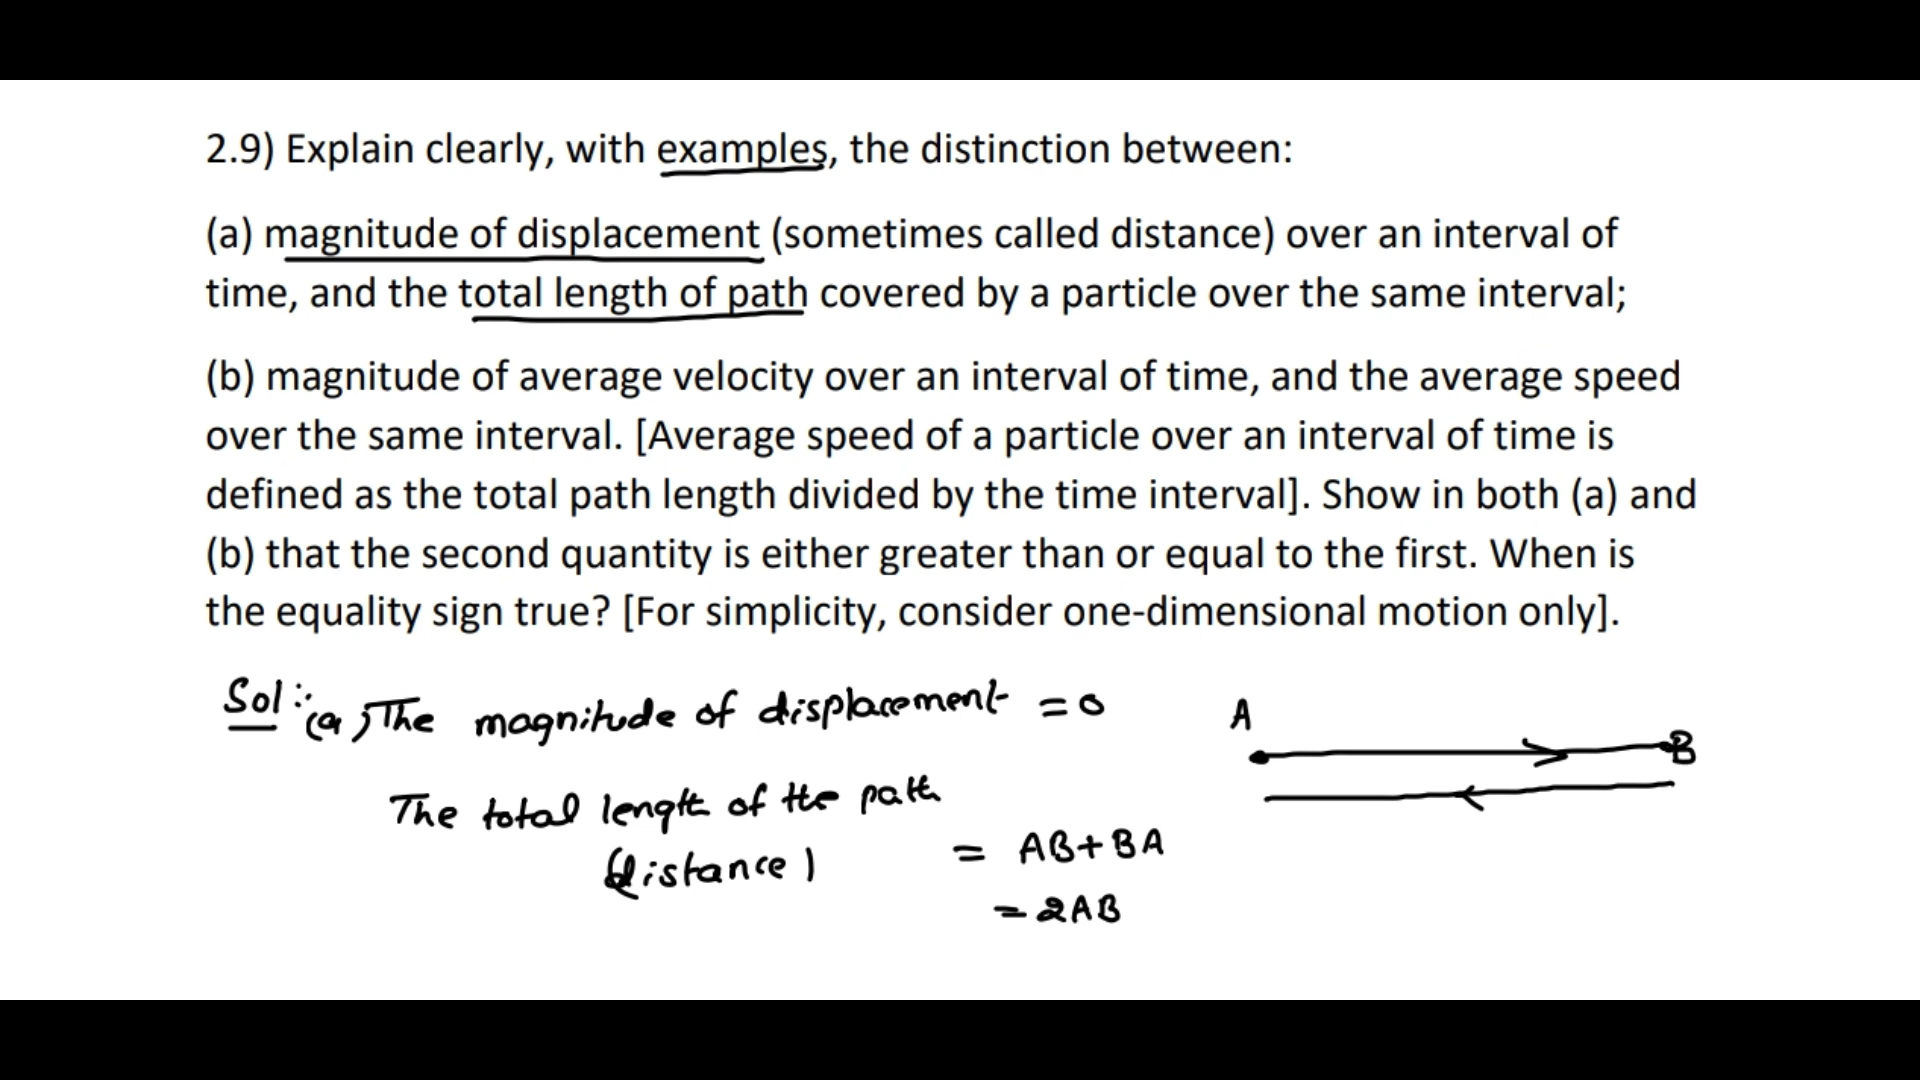 2.9) Explain clearly, with examples, the distinction between:
(a) magnitude of displacement (sometimes called distance) over an interval of
time, and the total length of path covered by a particle over the same interval;
(b) magnitude of average velocity over an interval of time, and the average speed
over the same interval. [Average speed of a particle over an interval of time is
defined as the total path length divided by the time interval]. Show in both (a) and
(b) that the second quantity is either greater than or equal to the first. When is
the equality sign true? [For simplicity, consider one-dimensional motion only].
Sol :- (a) The magnitude of displacement = 0
A
B
The total length of the path
(distance) = AB+BA
= 2AB